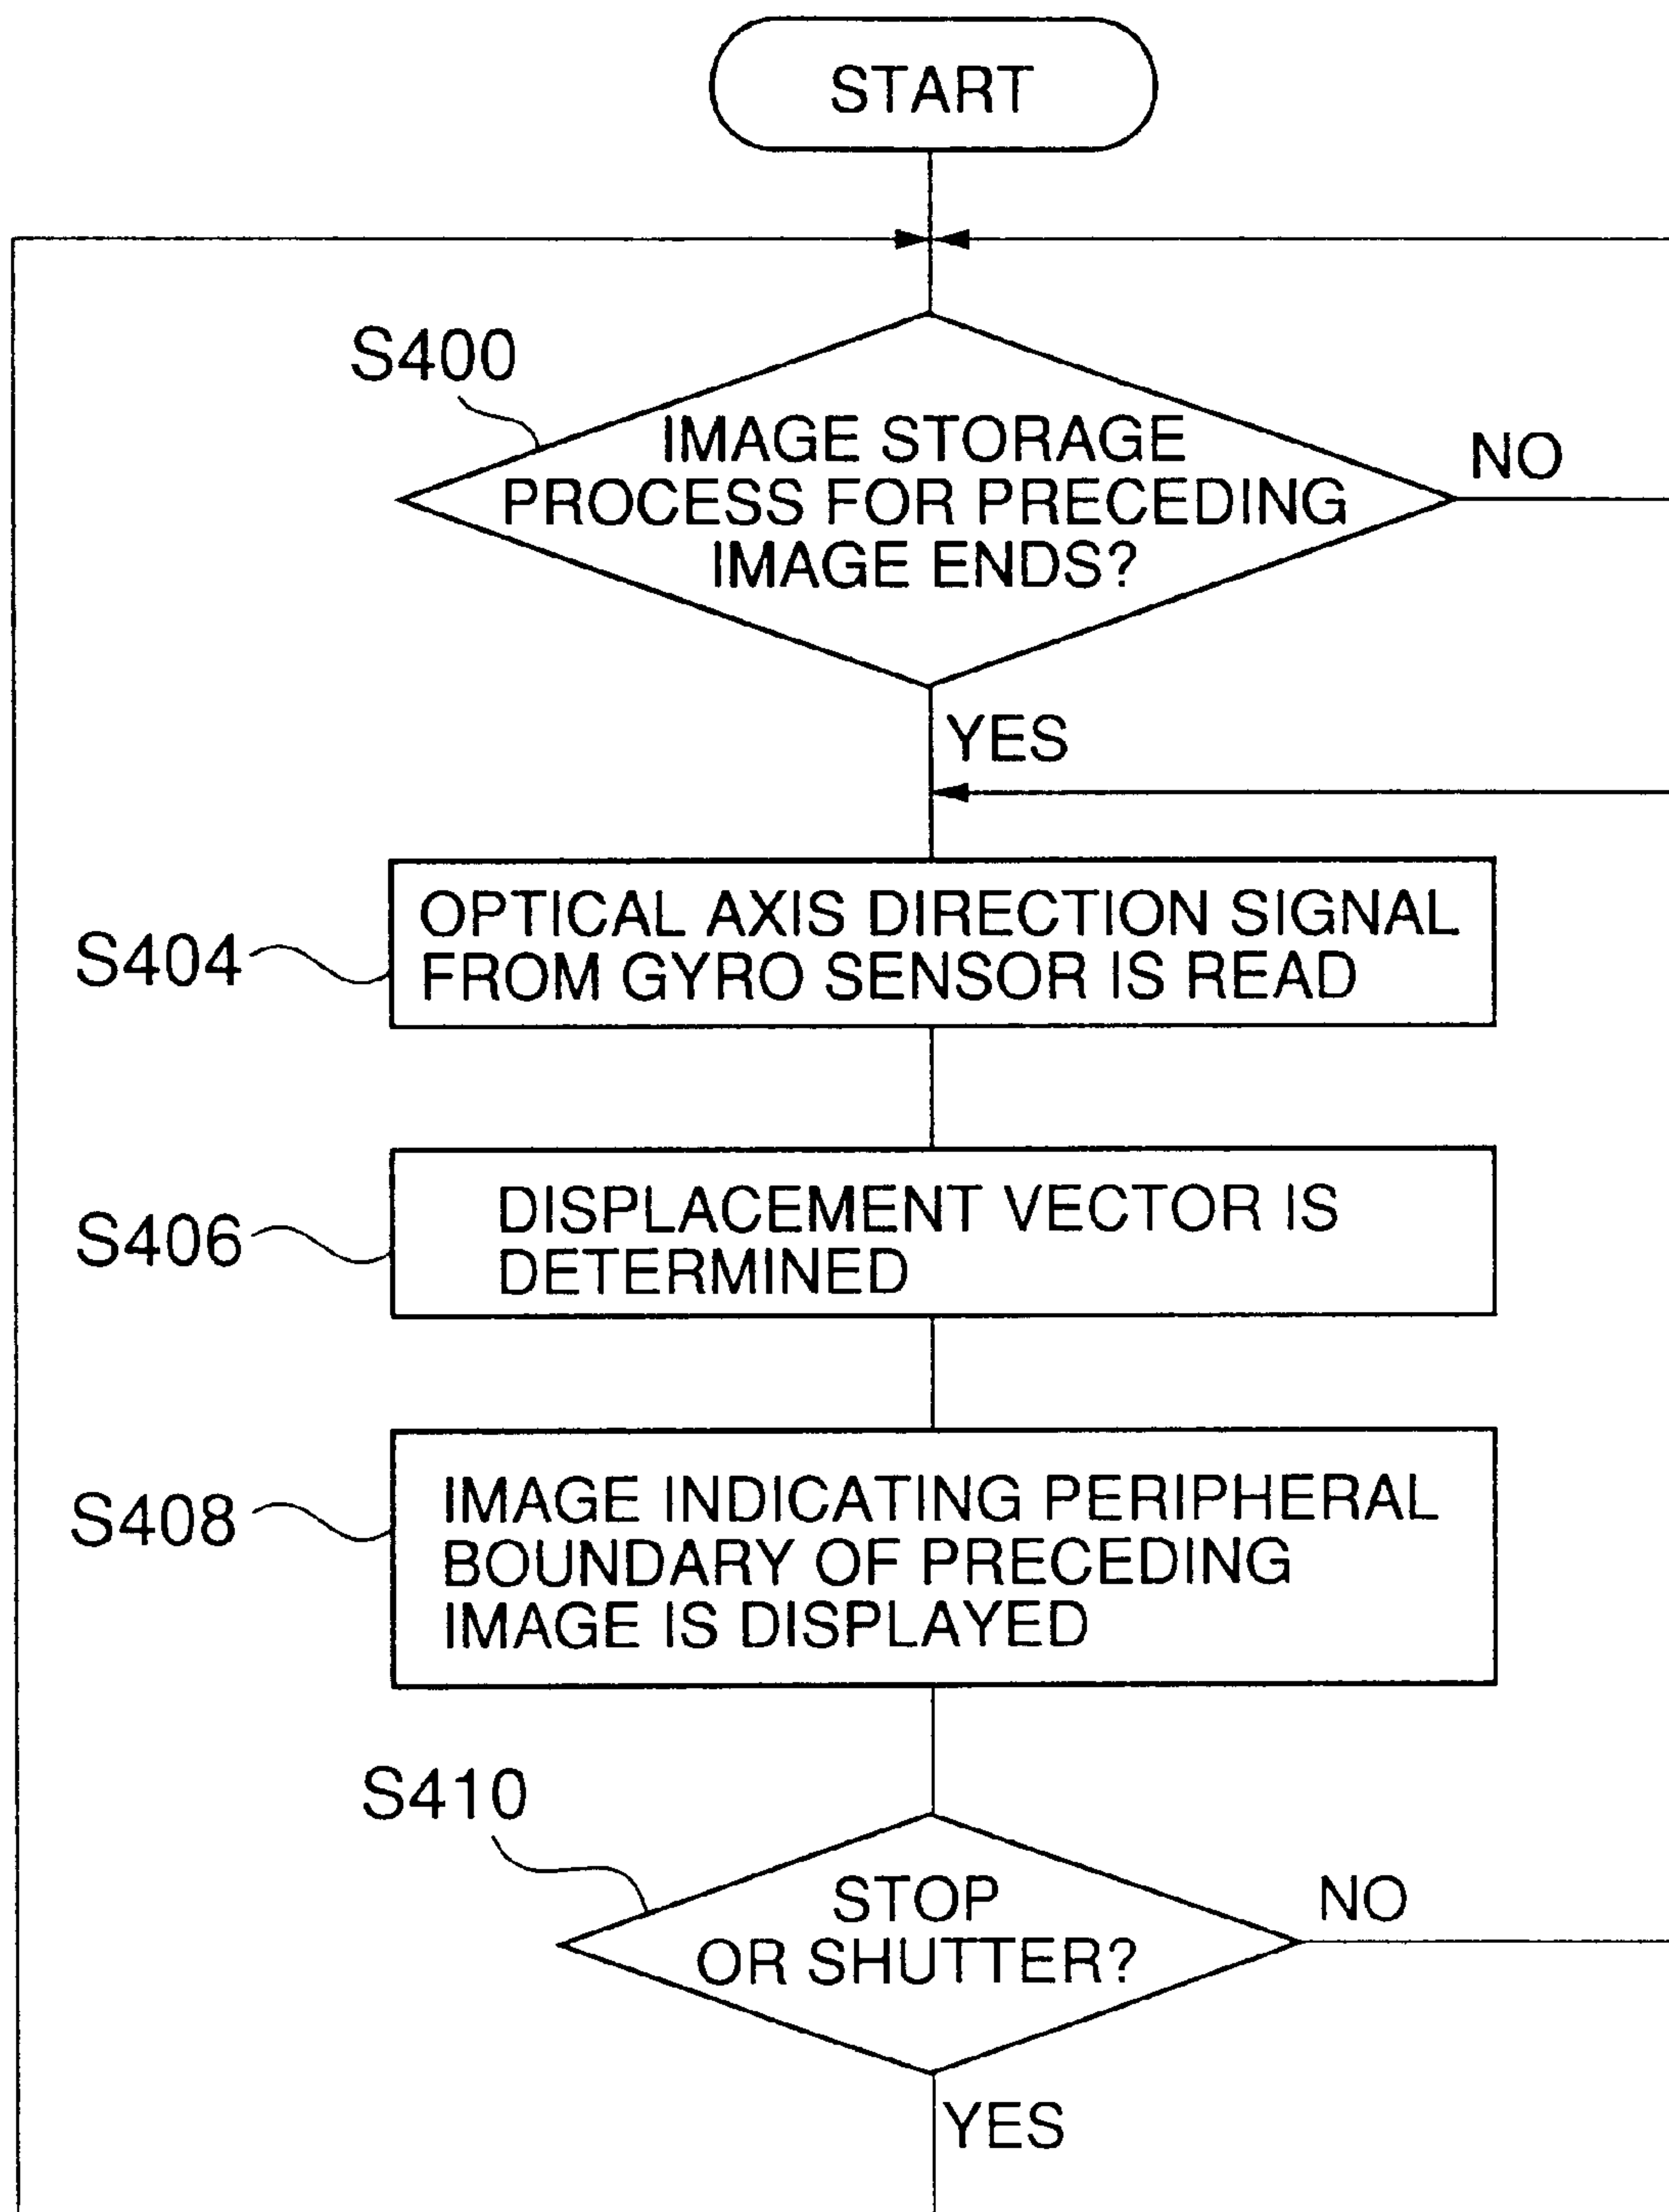 START
S400
IMAGE STORAGE
PROCESS FOR PRECEDING
IMAGE ENDS?
NO
YES
S404
OPTICAL AXIS DIRECTION SIGNAL
FROM GYRO SENSOR IS READ
S406
DISPLACEMENT VECTOR IS
DETERMINED
S408
IMAGE INDICATING PERIPHERAL
BOUNDARY OF PRECEDING
IMAGE IS DISPLAYED
S410
STOP
OR SHUTTER?
NO
YES